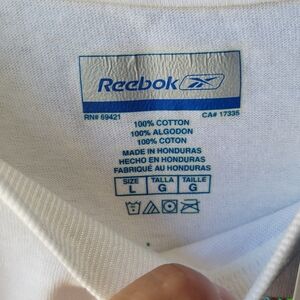 Reebok
RN# 69421 CA# 17335
100% COTTON
100% ALGODON
100% COTON
MADE IN HONDURAS
HECHO EN HONDURAS
FABRIQUÉ AU HONDURAS
SIZE TALLA TAILLE
L G G